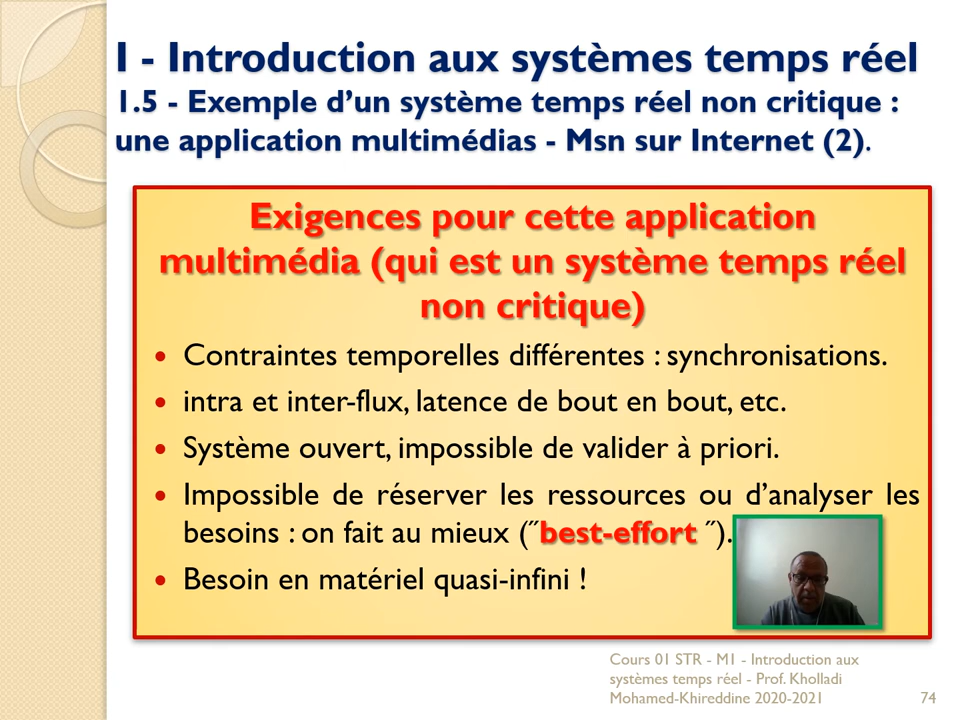 I - Introduction aux systèmes temps réel
1.5 - Exemple d’un système temps réel non critique :
une application multimédias - Msn sur Internet (2).
Exigences pour cette application
multimédia (qui est un système temps réel
non critique)
• Contraintes temporelles différentes : synchronisations.
• intra et inter-flux, latence de bout en bout, etc.
• Système ouvert, impossible de valider à priori.
• Impossible de réserver les ressources ou d’analyser les
besoins : on fait au mieux (˝best-effort ˝).
• Besoin en matériel quasi-infini !
Cours 01 STR - M1 - Introduction aux
systèmes temps réel - Prof. Kholladi
Mohamed-Khireddine 2020-2021
74